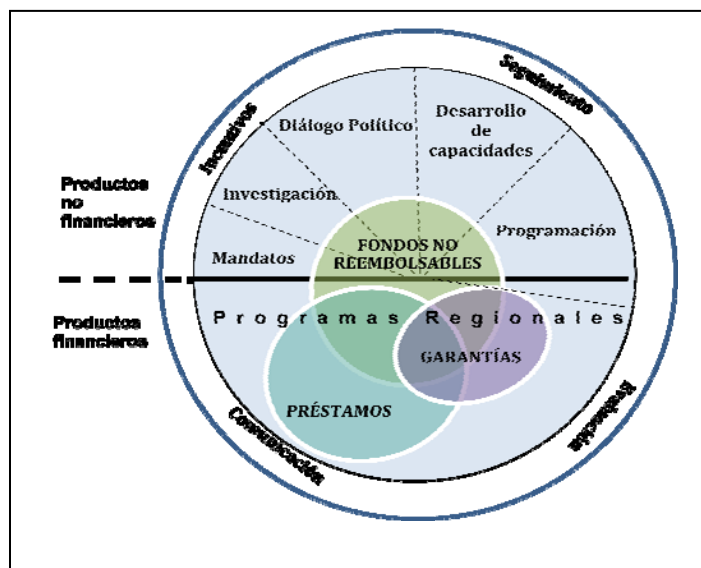 Seguimiento
Incentivos
Diálogo Político
Desarrollo
de
capacidades
Productos
no
financieros
Investigación
Programación
Mandatos
FONDOS NO
REEMBOLSABLES
Productos
financieros
Programas Regionales
GARANTÍAS
PRÉSTAMOS
Comunicación
Evaluación